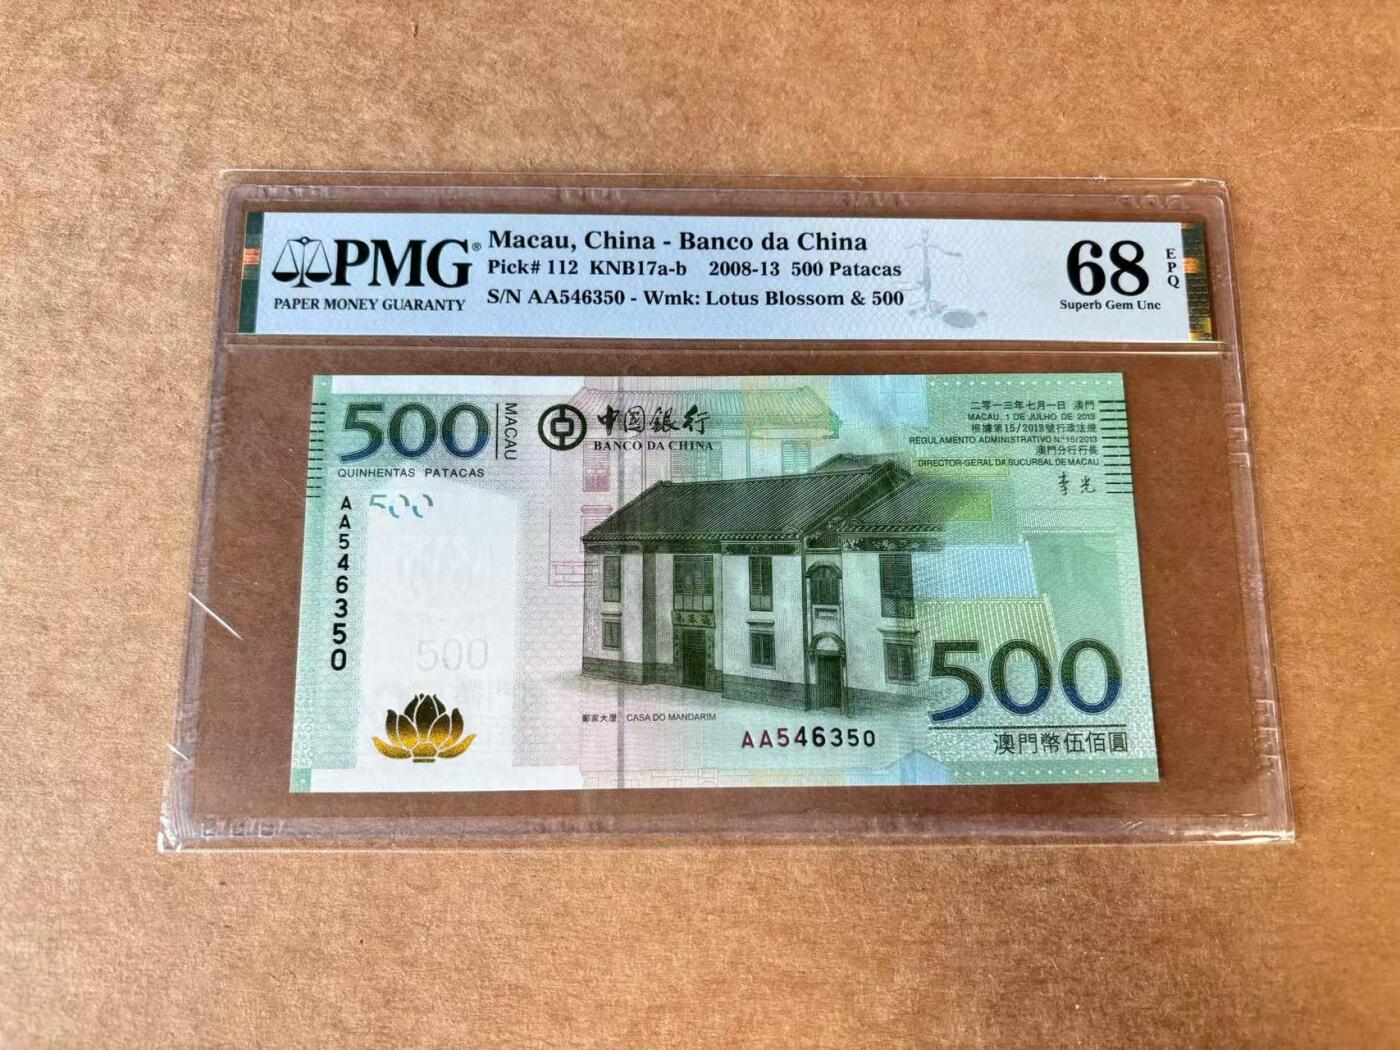 PMG®
PAPER MONEY GUARANTY
Macau, China - Banco da China
Pick# 112 KNB17a-b 2008-13 500 Patacas
S/N AA546350 - Wmk: Lotus Blossom & 500
68
EPQ
Superb Gem Unc
500
MACAU
QUINHENTAS PATACAS
中國銀行
BANCO DA CHINA
二零一三年七月一日 澳門
MACAU, 1 DE JULHO DE 2013
根據第15/2013號行政法規
REGULAMENTO ADMINISTRATIVO N.º15/2013
澳門分行行長
DIRECTOR-GERAL DA SUCURSAL DE MACAU
AA546350
500
500
鄭家大屋 CASA DO MANDARIM
AA546350
500
澳門幣伍佰圓